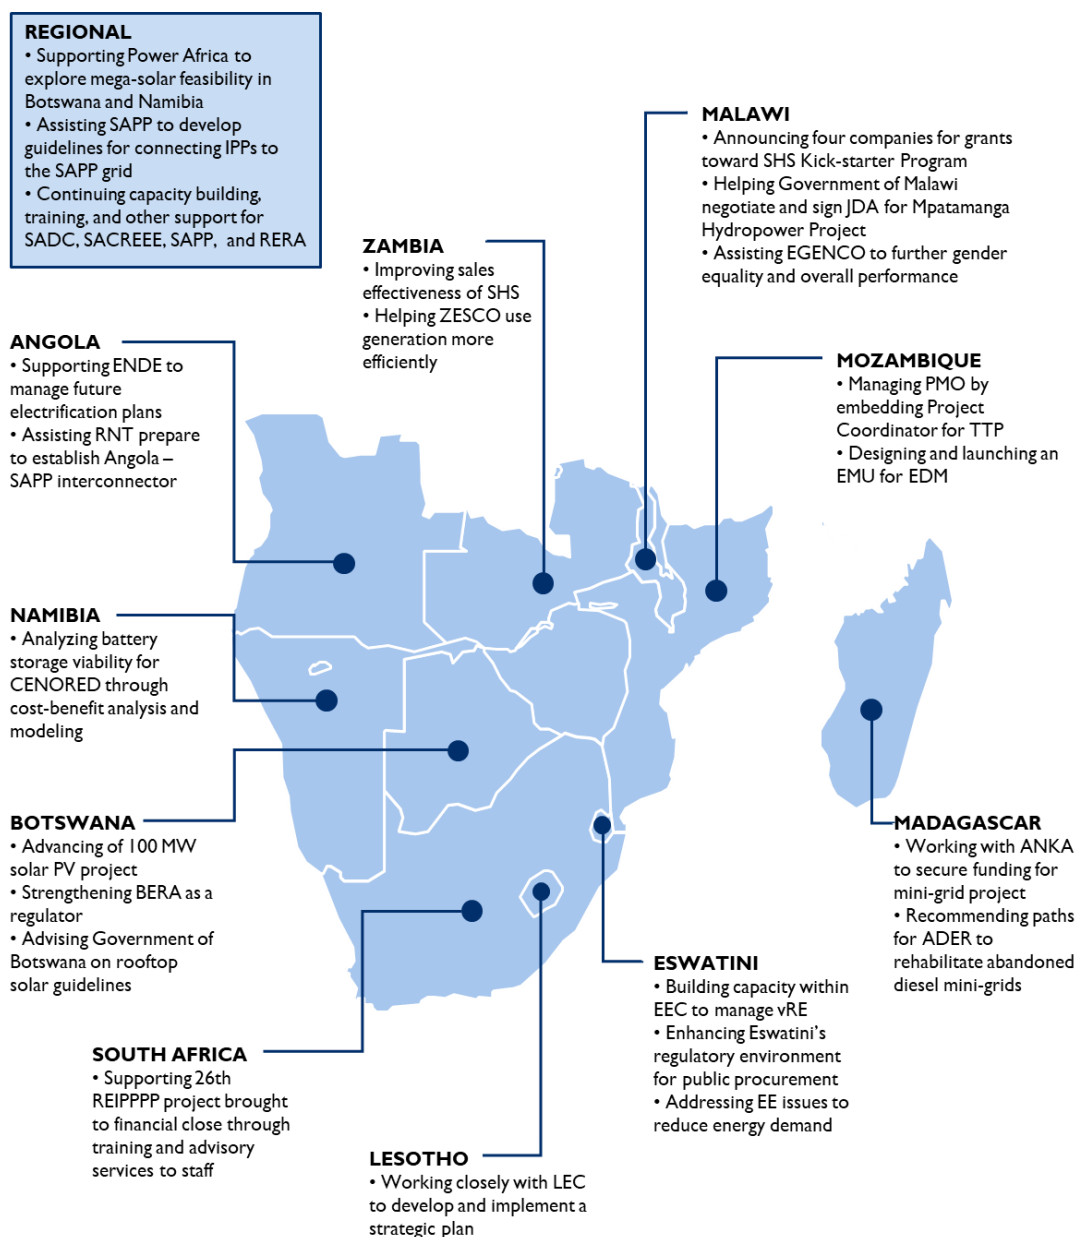 REGIONAL
• Supporting Power Africa to
explore mega-solar feasibility in
Botswana and Namibia
• Assisting SAPP to develop
guidelines for connecting IPPs to
the SAPP grid
• Continuing capacity building,
training, and other support for
SADC, SACREEE, SAPP, and RERA
MALAWI
• Announcing four companies for grants
toward SHS Kick-starter Program
• Helping Government of Malawi
negotiate and sign JDA for Mpatamanga
Hydropower Project
• Assisting EGENCO to further gender
equality and overall performance
ZAMBIA
• Improving sales
effectiveness of SHS
• Helping ZESCO use
generation more
efficiently
ANGOLA
• Supporting ENDE to
manage future
electrification plans
• Assisting RNT prepare
to establish Angola –
SAPP interconnector
MOZAMBIQUE
• Managing PMO by
embedding Project
Coordinator for TTP
• Designing and launching an
EMU for EDM
NAMIBIA
• Analyzing battery
storage viability for
CENORED through
cost-benefit analysis and
modeling
BOTSWANA
• Advancing of 100 MW
solar PV project
• Strengthening BERA as a
regulator
• Advising Government of
Botswana on rooftop
solar guidelines
MADAGASCAR
• Working with ANKA
to secure funding for
mini-grid project
• Recommending paths
for ADER to
rehabilitate abandoned
diesel mini-grids
ESWATINI
• Building capacity within
EEC to manage vRE
• Enhancing Eswatini's
regulatory environment
for public procurement
• Addressing EE issues to
reduce energy demand
SOUTH AFRICA
• Supporting 26th
REIPPPP project brought
to financial close through
training and advisory
services to staff
LESOTHO
• Working closely with LEC
to develop and implement a
strategic plan